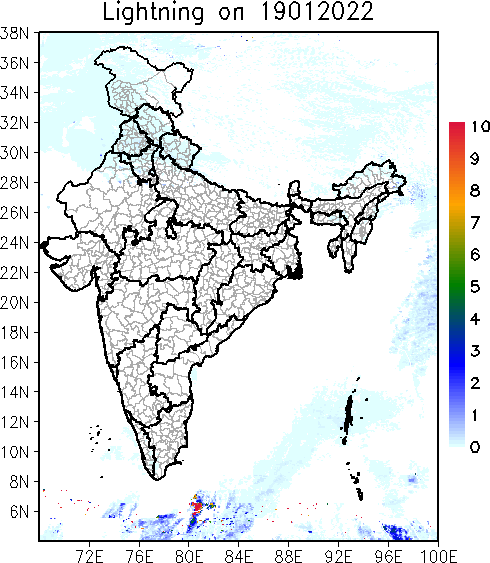 Lightning on 19012022
38N
36N
34N
32N
30N
28N
26N
24N
22N
20N
18N
16N
14N
12N
10N
8N
6N
72E 76E 80E 84E 88E 92E 96E 100E
10
9
8
7
6
5
4
3
2
1
0